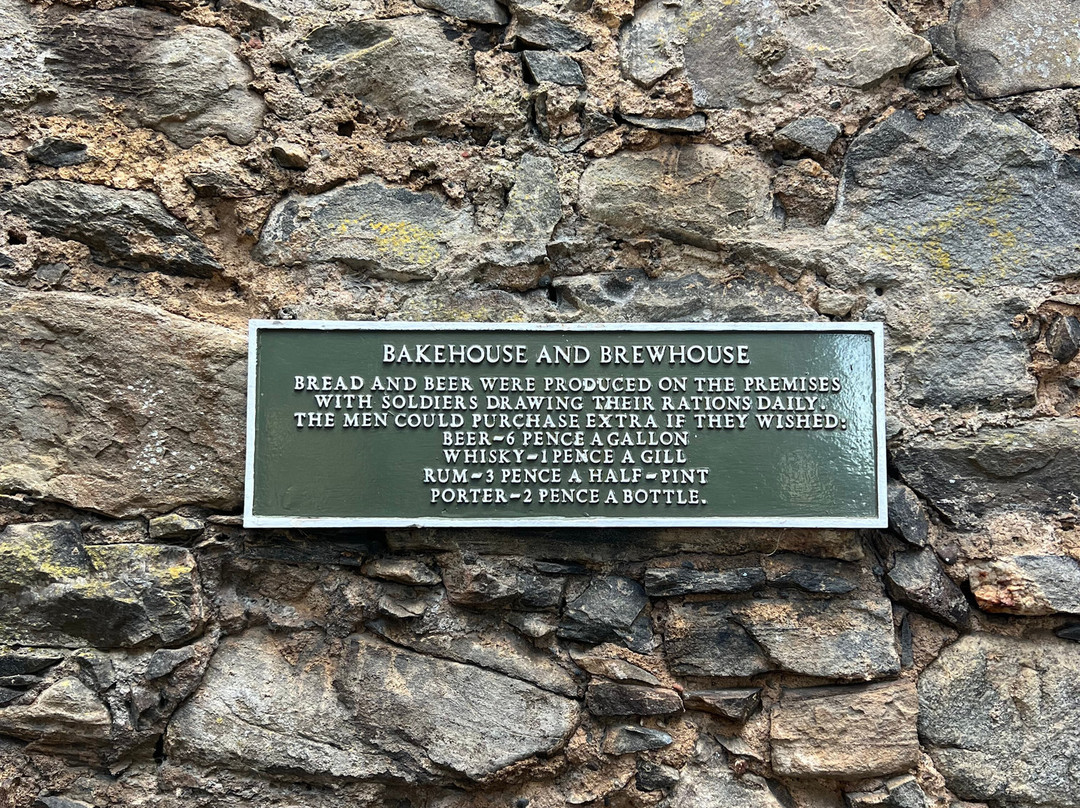 BAKEHOUSE AND BREWHOUSE
BREAD AND BEER WERE PRODUCED ON THE PREMISES
WITH SOLDIERS DRAWING THEIR RATIONS DAILY.
THE MEN COULD PURCHASE EXTRA IF THEY WISHED:
BEER-6 PENCE A GALLON
WHISKY-1 PENCE A GILL
RUM-3 PENCE A HALF-PINT
PORTER-2 PENCE A BOTTLE.